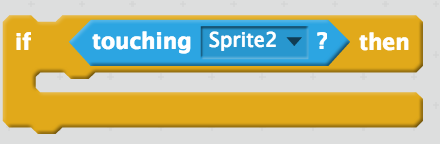 if touching Sprite2 ? then